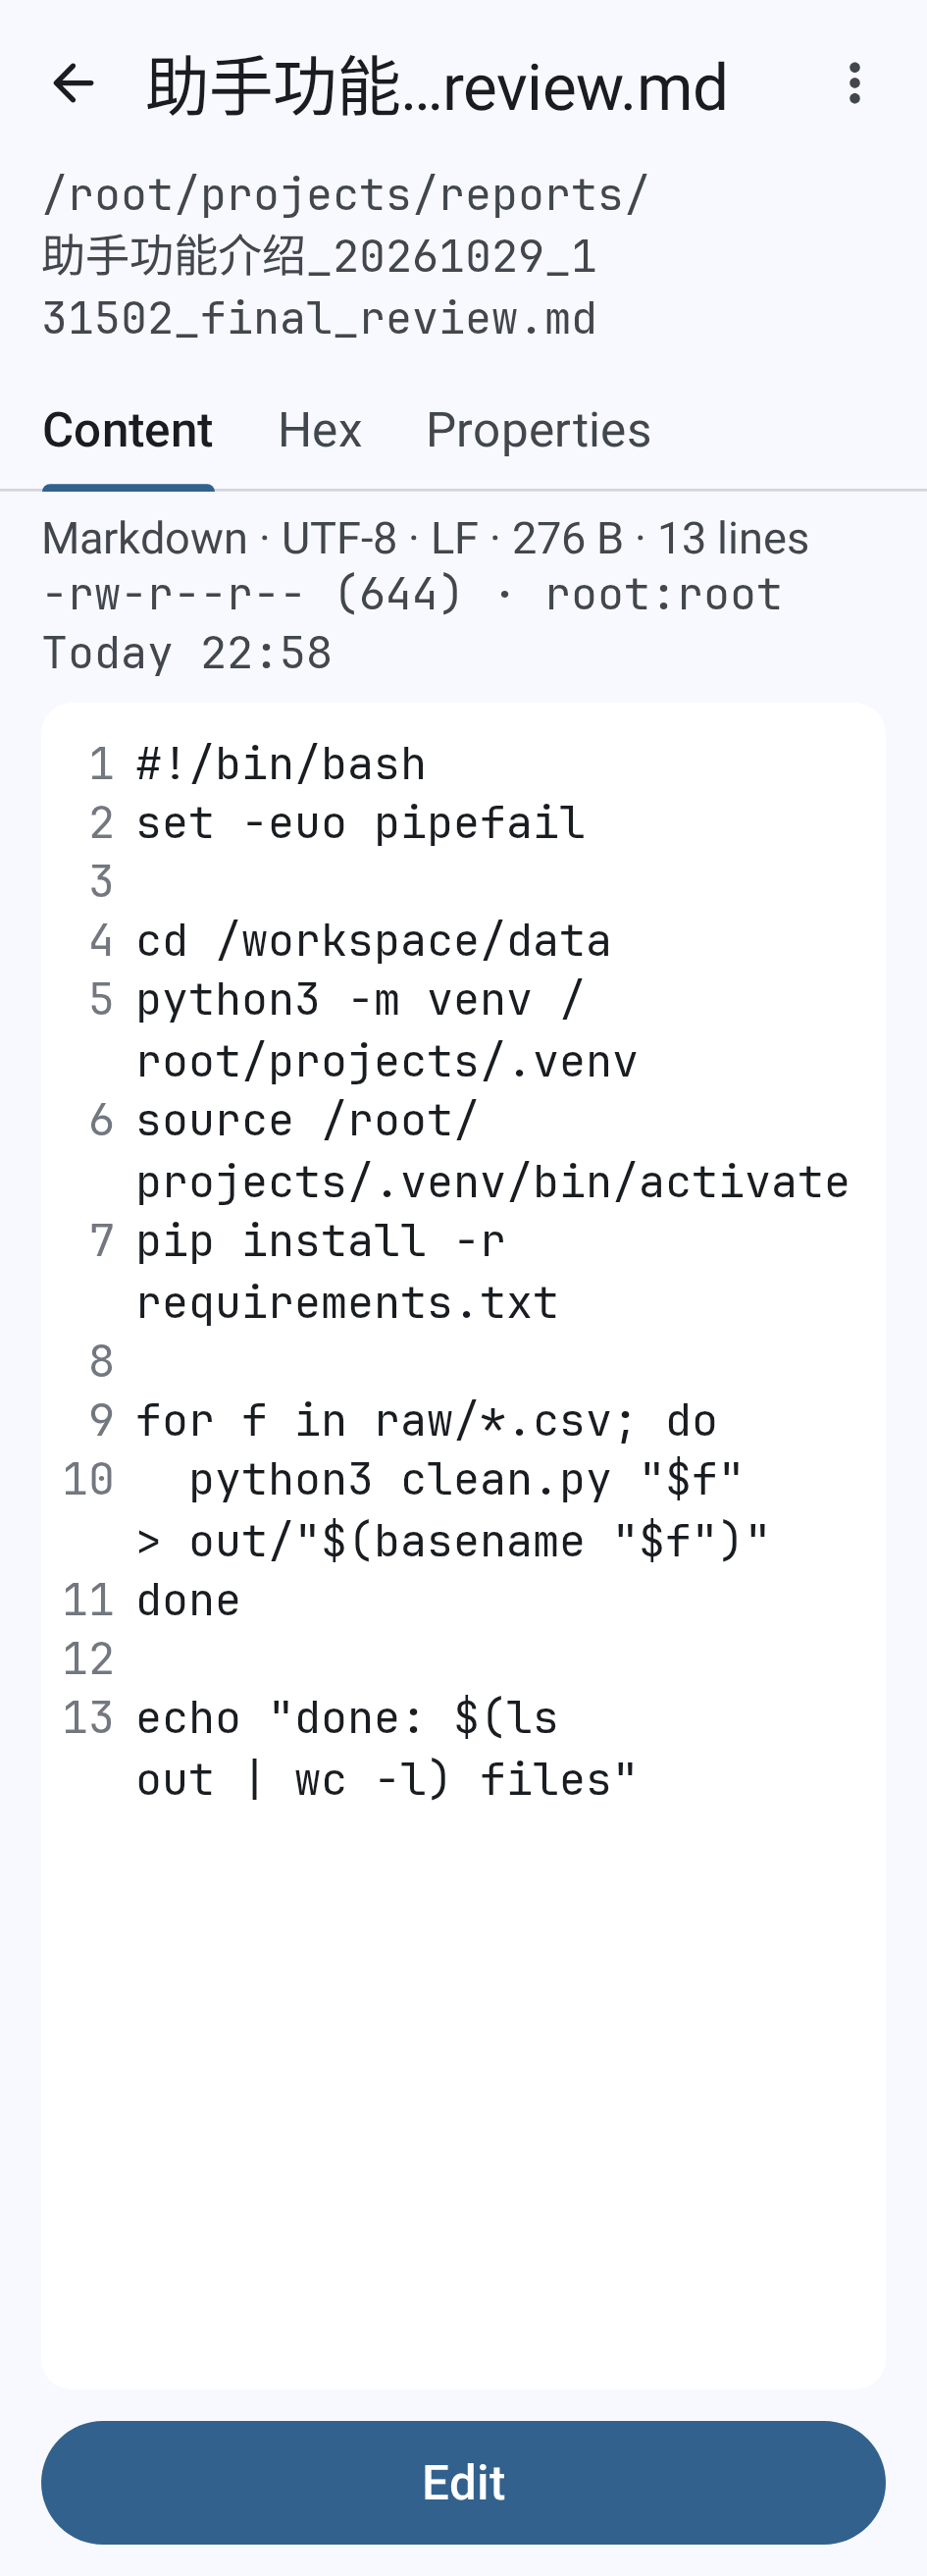 助手功能…review.md
/root/projects/reports/
助手功能介绍_20261029_1
31502_final_review.md
Content Hex Properties
Markdown · UTF-8 · LF · 276 B · 13 lines
-rw-r--r-- (644) · root:root
Today 22:58
1 #!/bin/bash
2 set -euo pipefail
3
4 cd /workspace/data
5 python3 -m venv /
root/projects/.venv
6 source /root/
projects/.venv/bin/activate
7 pip install -r
requirements.txt
8
9 for f in raw/*.csv; do
10   python3 clean.py "$f"
> out/"$(basename "$f")"
11 done
12
13 echo "done: $(ls
out | wc -l) files"
Edit